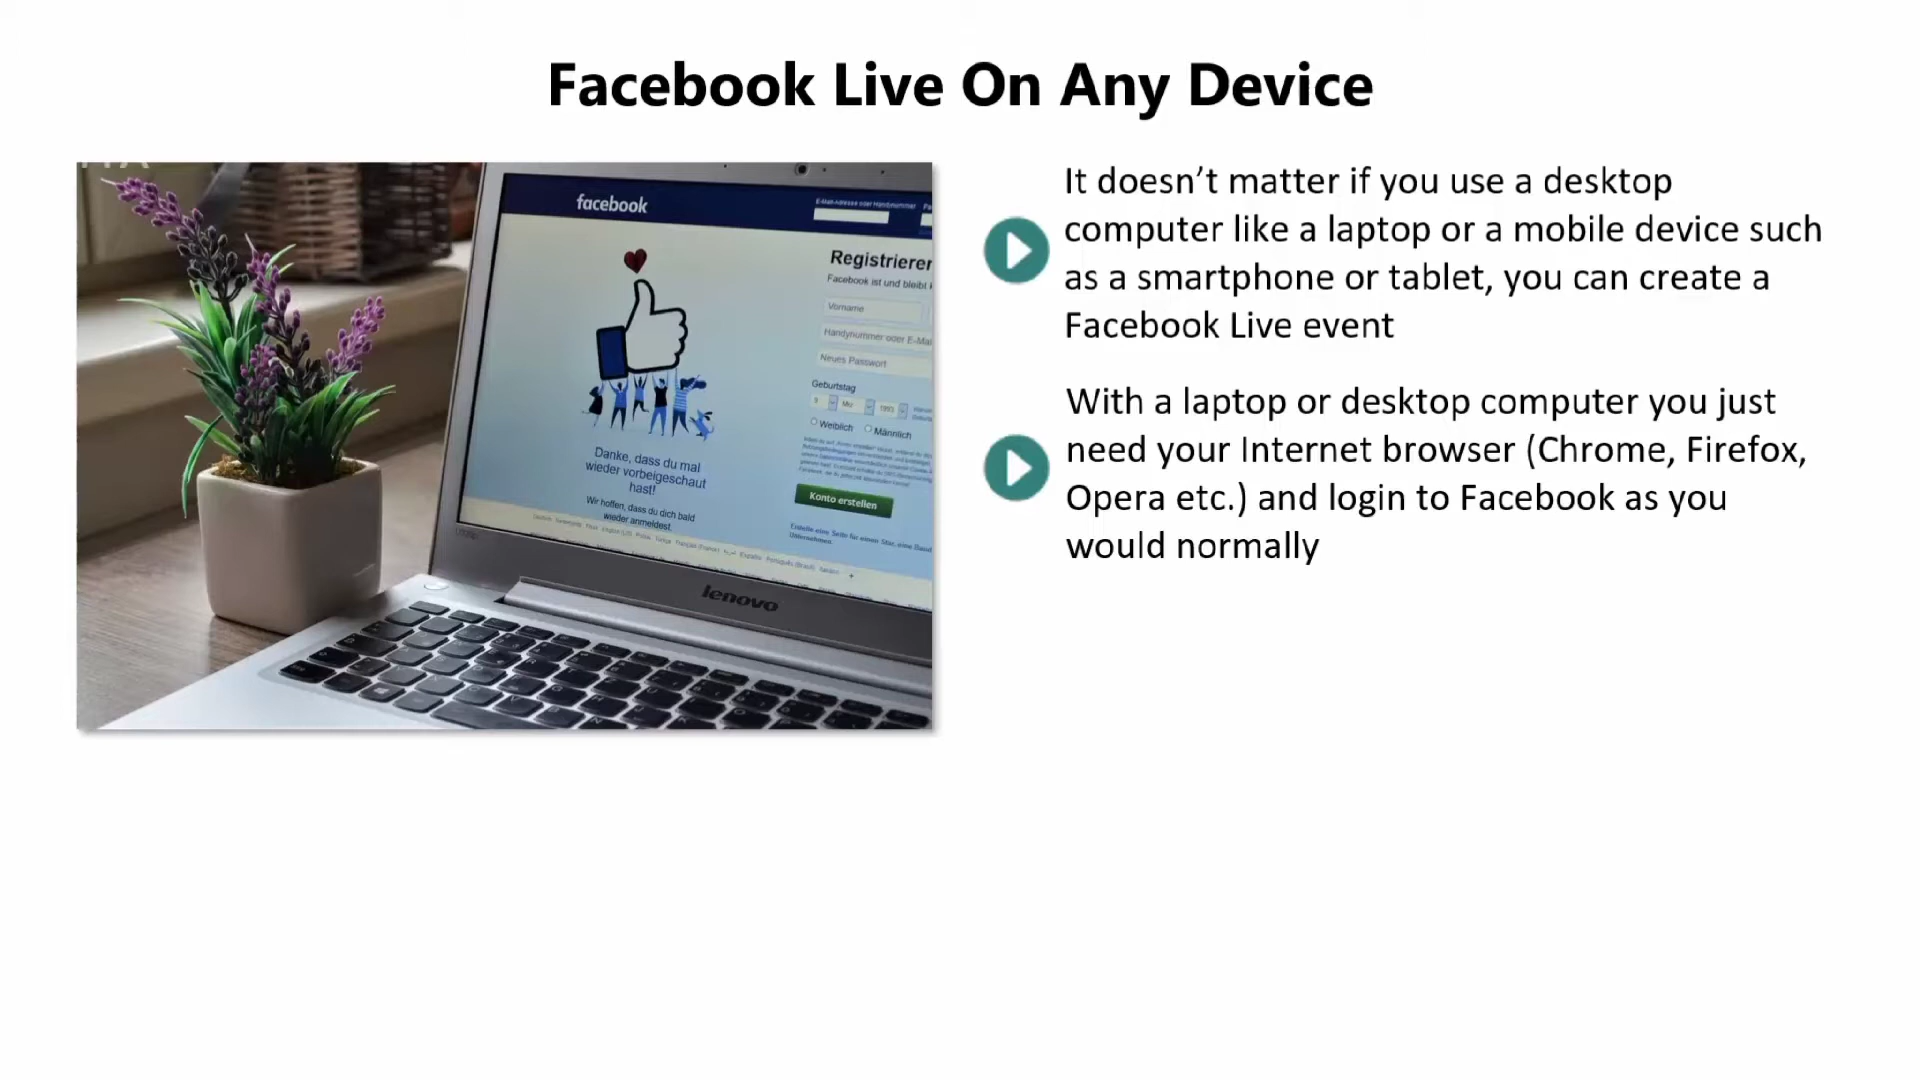 Facebook Live On Any Device
It doesn’t matter if you use a desktop
computer like a laptop or a mobile device such
as a smartphone or tablet, you can create a
Facebook Live event
With a laptop or desktop computer you just
need your Internet browser (Chrome, Firefox,
Opera etc.) and login to Facebook as you
would normally
facebook
E-Mail-Adresse oder Handynummer
Registrieren
Facebook ist und bleibt
Vorname
Handynummer oder E-Mai
Neues Passwort
Geburtstag
Weiblich
Männlich
Konto erstellen
Danke, dass du mal
wieder vorbeigeschaut
hast!
Wir hoffen, dass du dich bald
wieder anmeldest.
lenovo